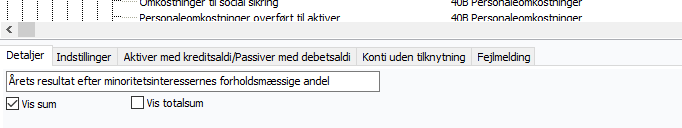 Omkostninger til social sikring 40B Personaleomkostninger
Personaleomkostninger overført til aktiver 40B Personaleomkostninger
Detaljer Indstillinger Aktiver med kreditsaldi/Passiver med debetsaldi Konti uden tilknytning Fejlmelding
Årets resultat efter minoritetsinteressernes forholdsmæssige andel
Vis sum Vis totalsum